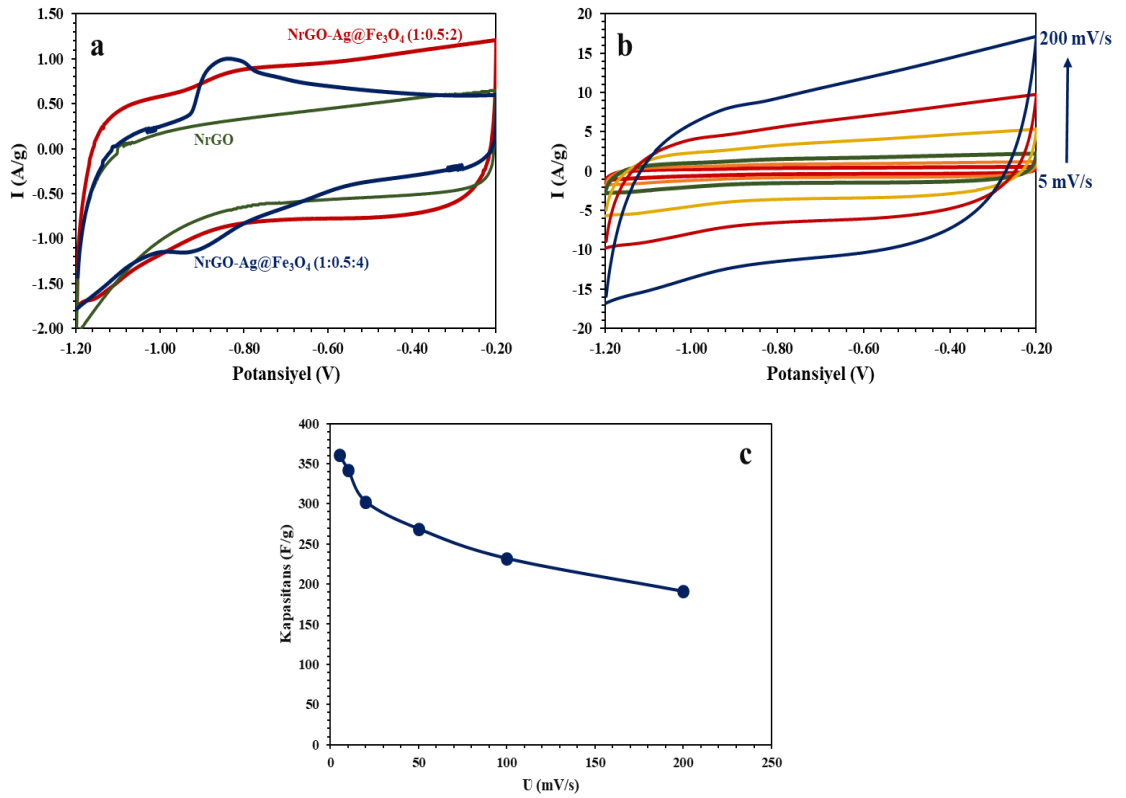 a
NrGO-Ag@Fe₃O₄ (1:0.5:2)
NrGO
NrGO-Ag@Fe₃O₄ (1:0.5:4)
1.50
1.00
0.50
0.00
-0.50
-1.00
-1.50
-2.00
I (A/g)
-1.20 -1.00 -0.80 -0.60 -0.40 -0.20
Potansiyel (V)
b
200 mV/s
5 mV/s
20
15
10
5
0
-5
-10
-15
-20
I (A/g)
-1.20 -1.00 -0.80 -0.60 -0.40 -0.20
Potansiyel (V)
c
400
350
300
250
200
150
100
50
0
Kapasitans (F/g)
0 50 100 150 200 250
Ʋ (mV/s)